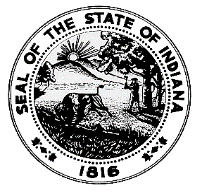 SEAL OF THE STATE OF INDIANA
1816